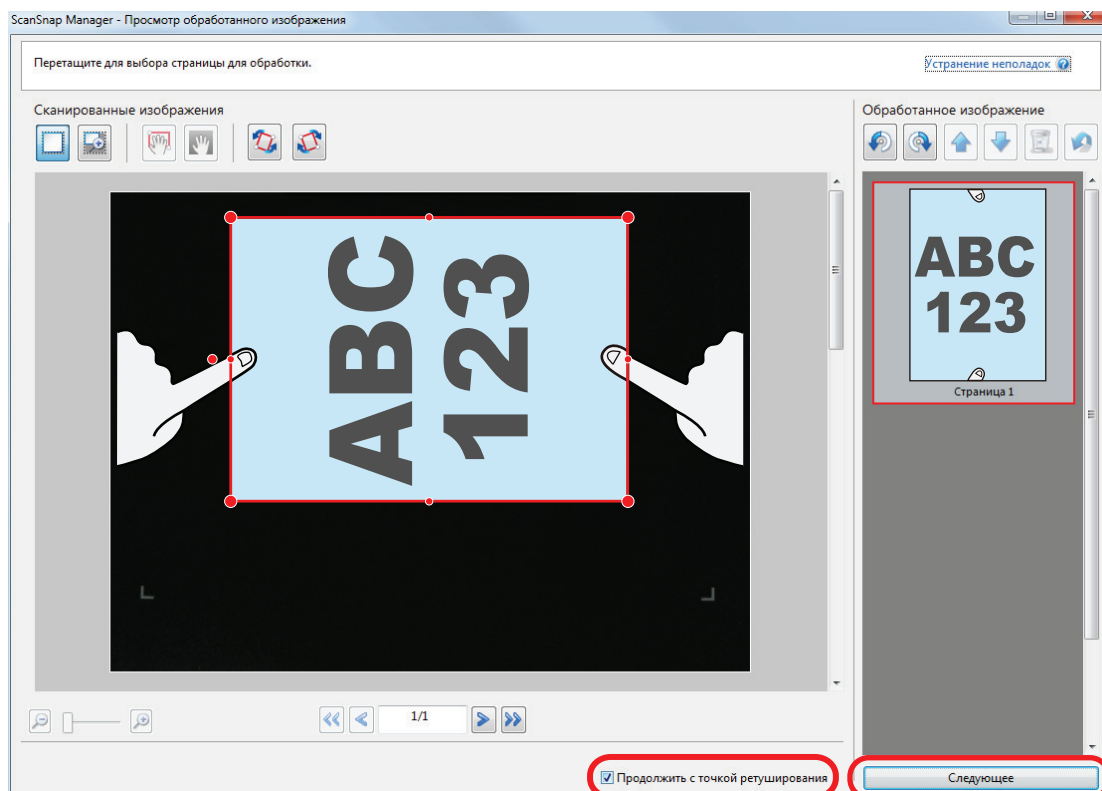 ScanSnap Manager - Просмотр обработанного изображения
Перетащите для выбора страницы для обработки.
Устранение неполадок
Сканированные изображения
Обработанное изображение
ABC
123
ABC
123
Страница 1
1/1
Продолжить с точкой ретуширования
Следующее